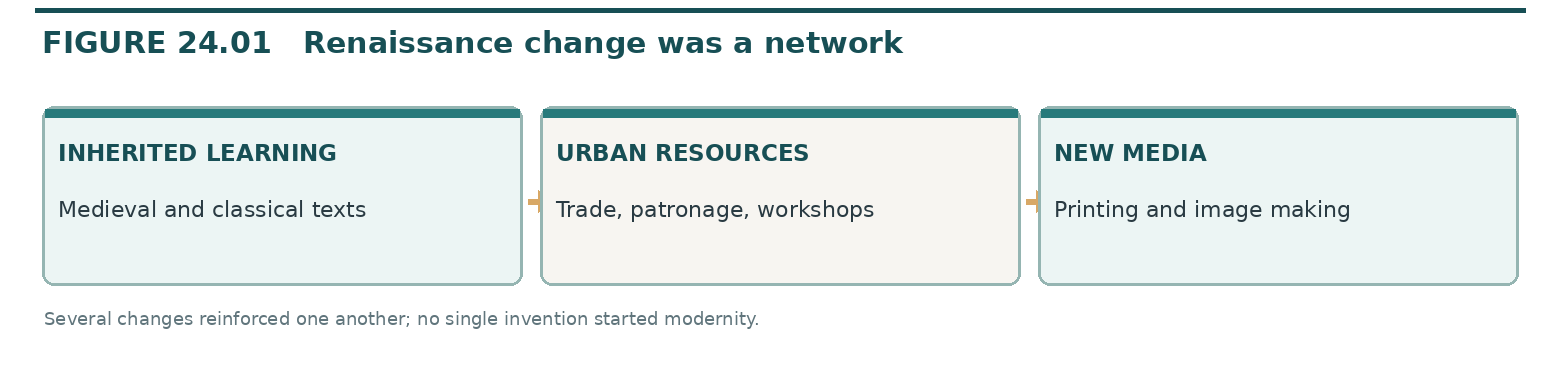 FIGURE 24.01 Renaissance change was a network
INHERITED LEARNING
Medieval and classical texts
URBAN RESOURCES
Trade, patronage, workshops
NEW MEDIA
Printing and image making
Several changes reinforced one another; no single invention started modernity.